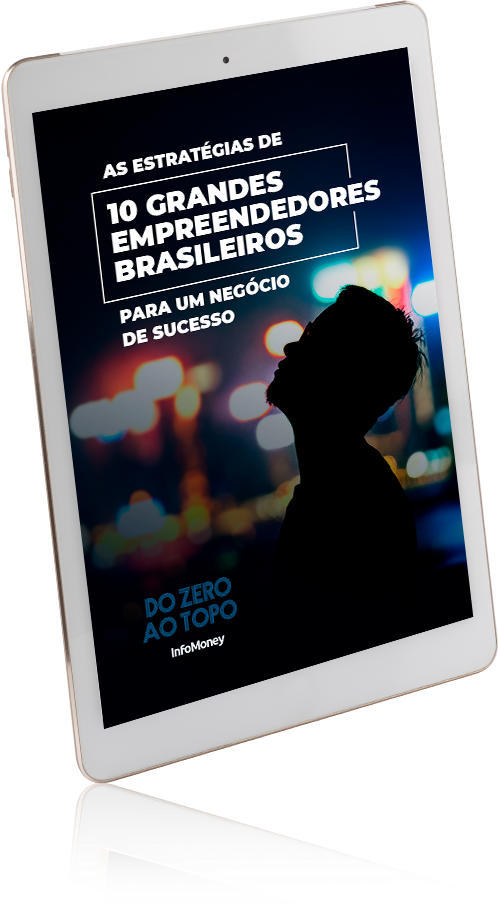 AS ESTRATÉGIAS DE
10 GRANDES
EMPREENDEDORES
BRASILEIROS
PARA UM NEGÓCIO
DE SUCESSO
DO ZERO
AO TOPO
InfoMoney